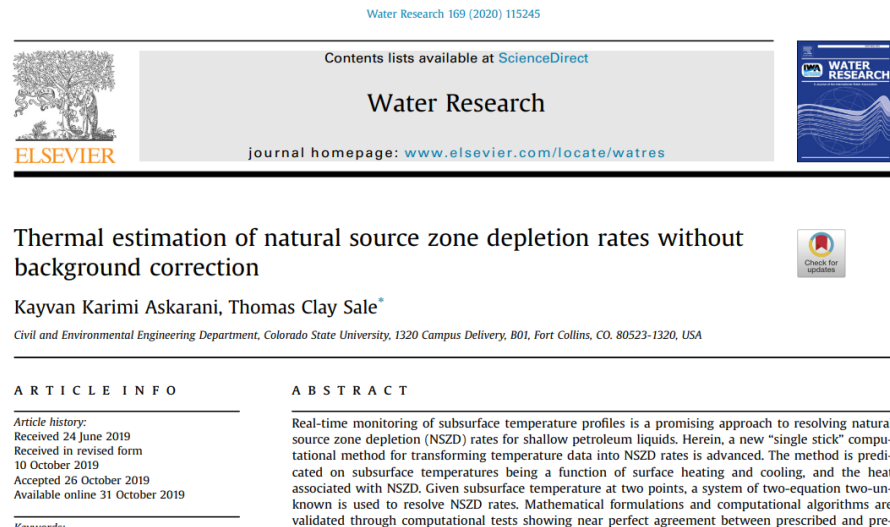 Water Research 169 (2020) 115245
Contents lists available at ScienceDirect
Water Research
journal homepage: www.elsevier.com/locate/watres
ELSEVIER
IWA
WATER
RESEARCH
Thermal estimation of natural source zone depletion rates without
background correction
Check for
updates
Kayvan Karimi Askarani, Thomas Clay Sale*
Civil and Environmental Engineering Department, Colorado State University, 1320 Campus Delivery, B01, Fort Collins, CO. 80523-1320, USA
ARTICLE INFO
Article history:
Received 24 June 2019
Received in revised form
10 October 2019
Accepted 26 October 2019
Available online 31 October 2019
Keywords:
ABSTRACT
Real-time monitoring of subsurface temperature profiles is a promising approach to resolving natura
source zone depletion (NSZD) rates for shallow petroleum liquids. Herein, a new “single stick” compu-
tational method for transforming temperature data into NSZD rates is advanced. The method is predi-
cated on subsurface temperatures being a function of surface heating and cooling, and the heat
associated with NSZD. Given subsurface temperature at two points, a system of two-equation two-un-
known is used to resolve NSZD rates. Mathematical formulations and computational algorithms are
validated through computational tests showing near perfect agreement between prescribed and pre-